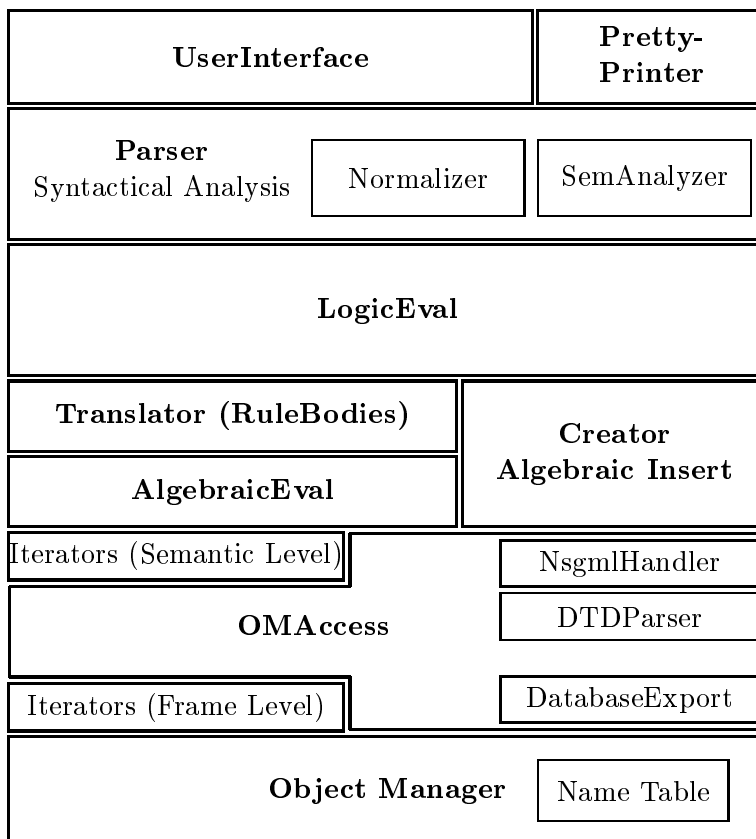 UserInterface
Pretty-
Printer
Parser
Syntactical Analysis
Normalizer
SemAnalyzer
LogicEval
Translator (RuleBodies)
AlgebraicEval
Creator
Algebraic Insert
Iterators (Semantic Level)
NsgmlHandler
OMAccess
DTDParser
Iterators (Frame Level)
DatabaseExport
Object Manager
Name Table